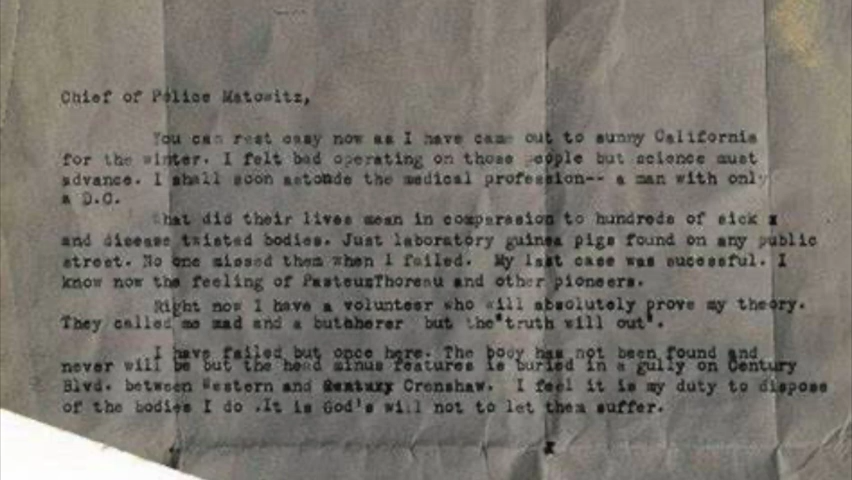 Chief of Police Matowitz,
You can rest easy now as I have came out to sunny California
for the winter. I felt bad operating on those people but science must
advance. I shall soon astonde the medical profession-- a man with only
a D.C.
What did their lives mean in comparasion to hundreds of sick x
and disease twisted bodies. Just laboratory guinea pigs found on any public
street. No one missed them when I failed. My last case was sucessful. I
know now the feeling of PasteuxThoreau and other pioneers.
Right now I have a volunteer who will absolutely prove my theory.
They called me mad and a butcherer but the"truth will out".
I have failed but once here. The body has not been found and
never will be but the head minus features is buried in a gully on Century
Blvd. between Western and Century Crenshaw. I feel it is my duty to dispose
of the bodies I do .It is God's will not to let them suffer.
x